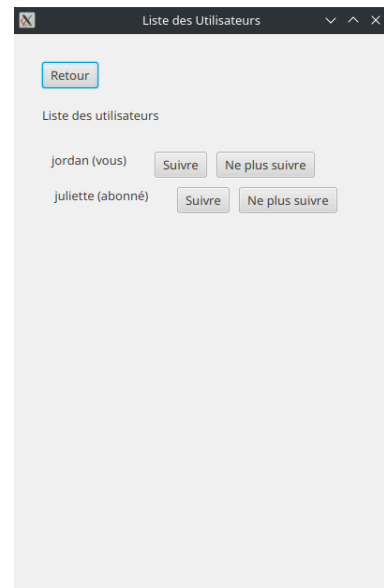 Liste des Utilisateurs
Retour
Liste des utilisateurs
jordan (vous) Suivre Ne plus suivre
juliette (abonné) Suivre Ne plus suivre